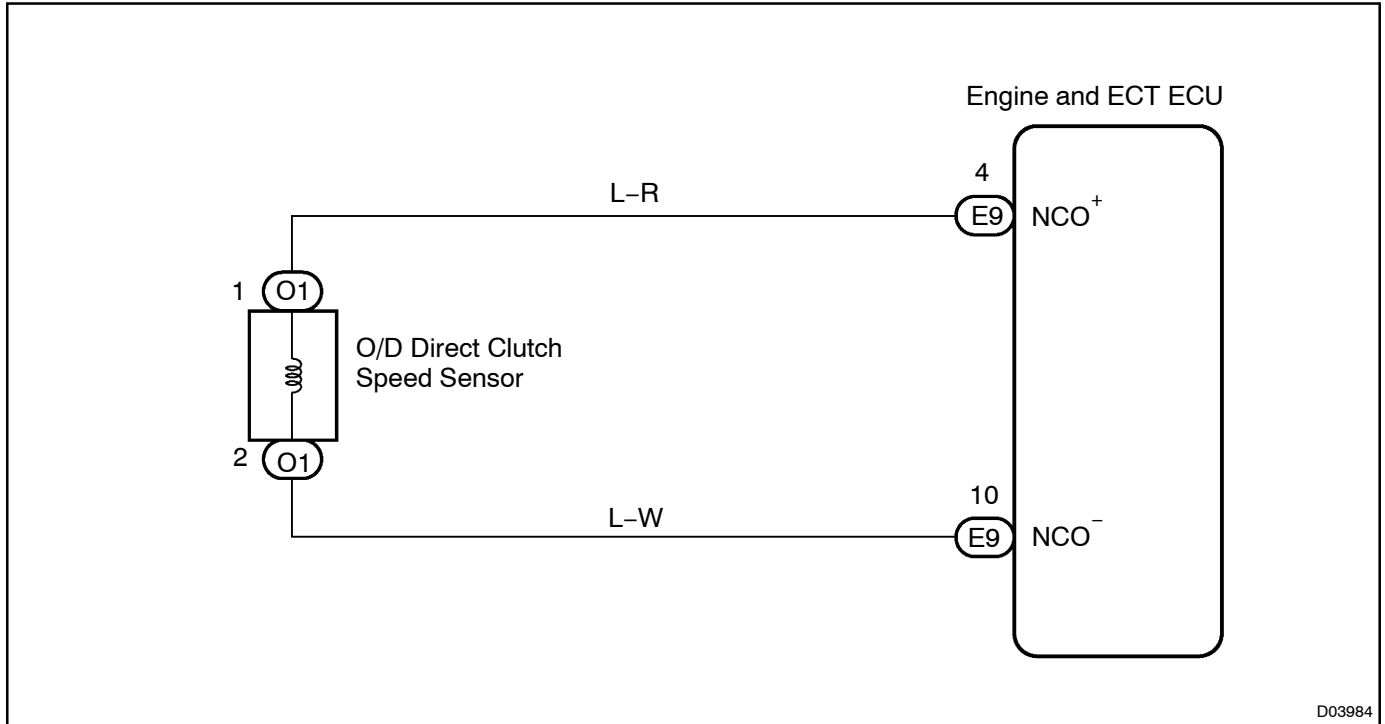 Engine and ECT ECU
4
L−R
E9
NCO+
1
O1
O/D Direct Clutch
Speed Sensor
2
O1
10
L−W
E9
NCO−
D03984